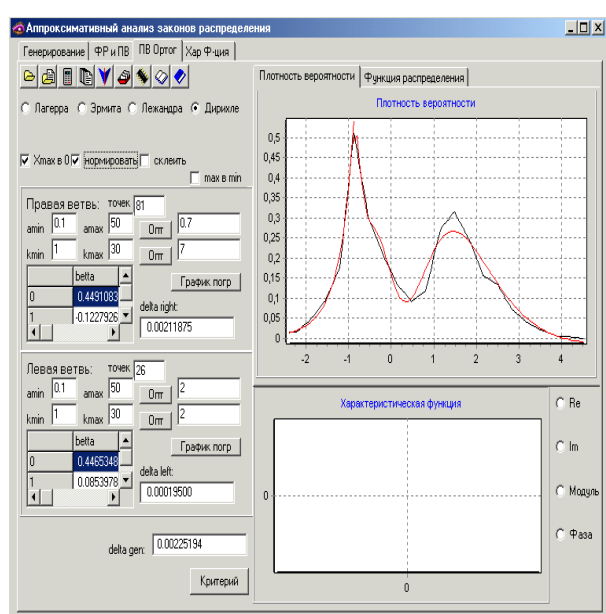 Аппроксимативный анализ законов распределения
Генерирование ФР и ПВ ПВ Ортог Хар Ф-ция
Лагерра Эрмита Лежандра Дирихле
Xmax в 0 нормировать склеить
max в min
Правая ветвь: точек 81
amin 0.1 amax 50 Опт 0.7
kmin 1 kmax 30 Опт 7
betta
0 0.4491083
1 -0.1227926
График погр
delta right:
0.00211875
Левая ветвь: точек 26
amin 0.1 amax 50 Опт 2
kmin 1 kmax 30 Опт 2
betta
0 0.4465348
1 0.0853978
График погр
delta left:
0.00019500
delta gen: 0.00225194
Критерий
Плотность вероятности Функция распределения
Плотность вероятности
0,5
0,45
0,4
0,35
0,3
0,25
0,2
0,15
0,1
0,05
0
-2 -1 0 1 2 3 4
Характеристическая функция
0
0
Re
Im
Модуль
Фаза